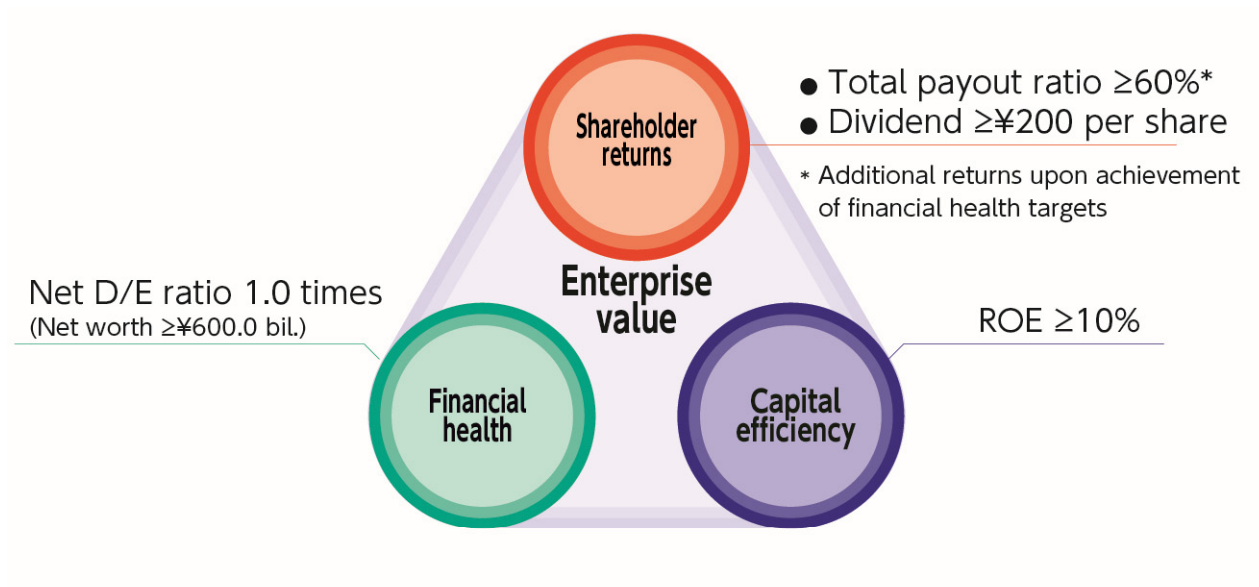 Shareholder
returns
● Total payout ratio ≥60%*
● Dividend ≥¥200 per share
* Additional returns upon achievement
of financial health targets
Enterprise
value
Net D/E ratio 1.0 times
(Net worth ≥¥600.0 bil.)
Financial
health
ROE ≥10%
Capital
efficiency